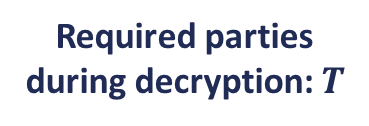 Required parties
during decryption: T